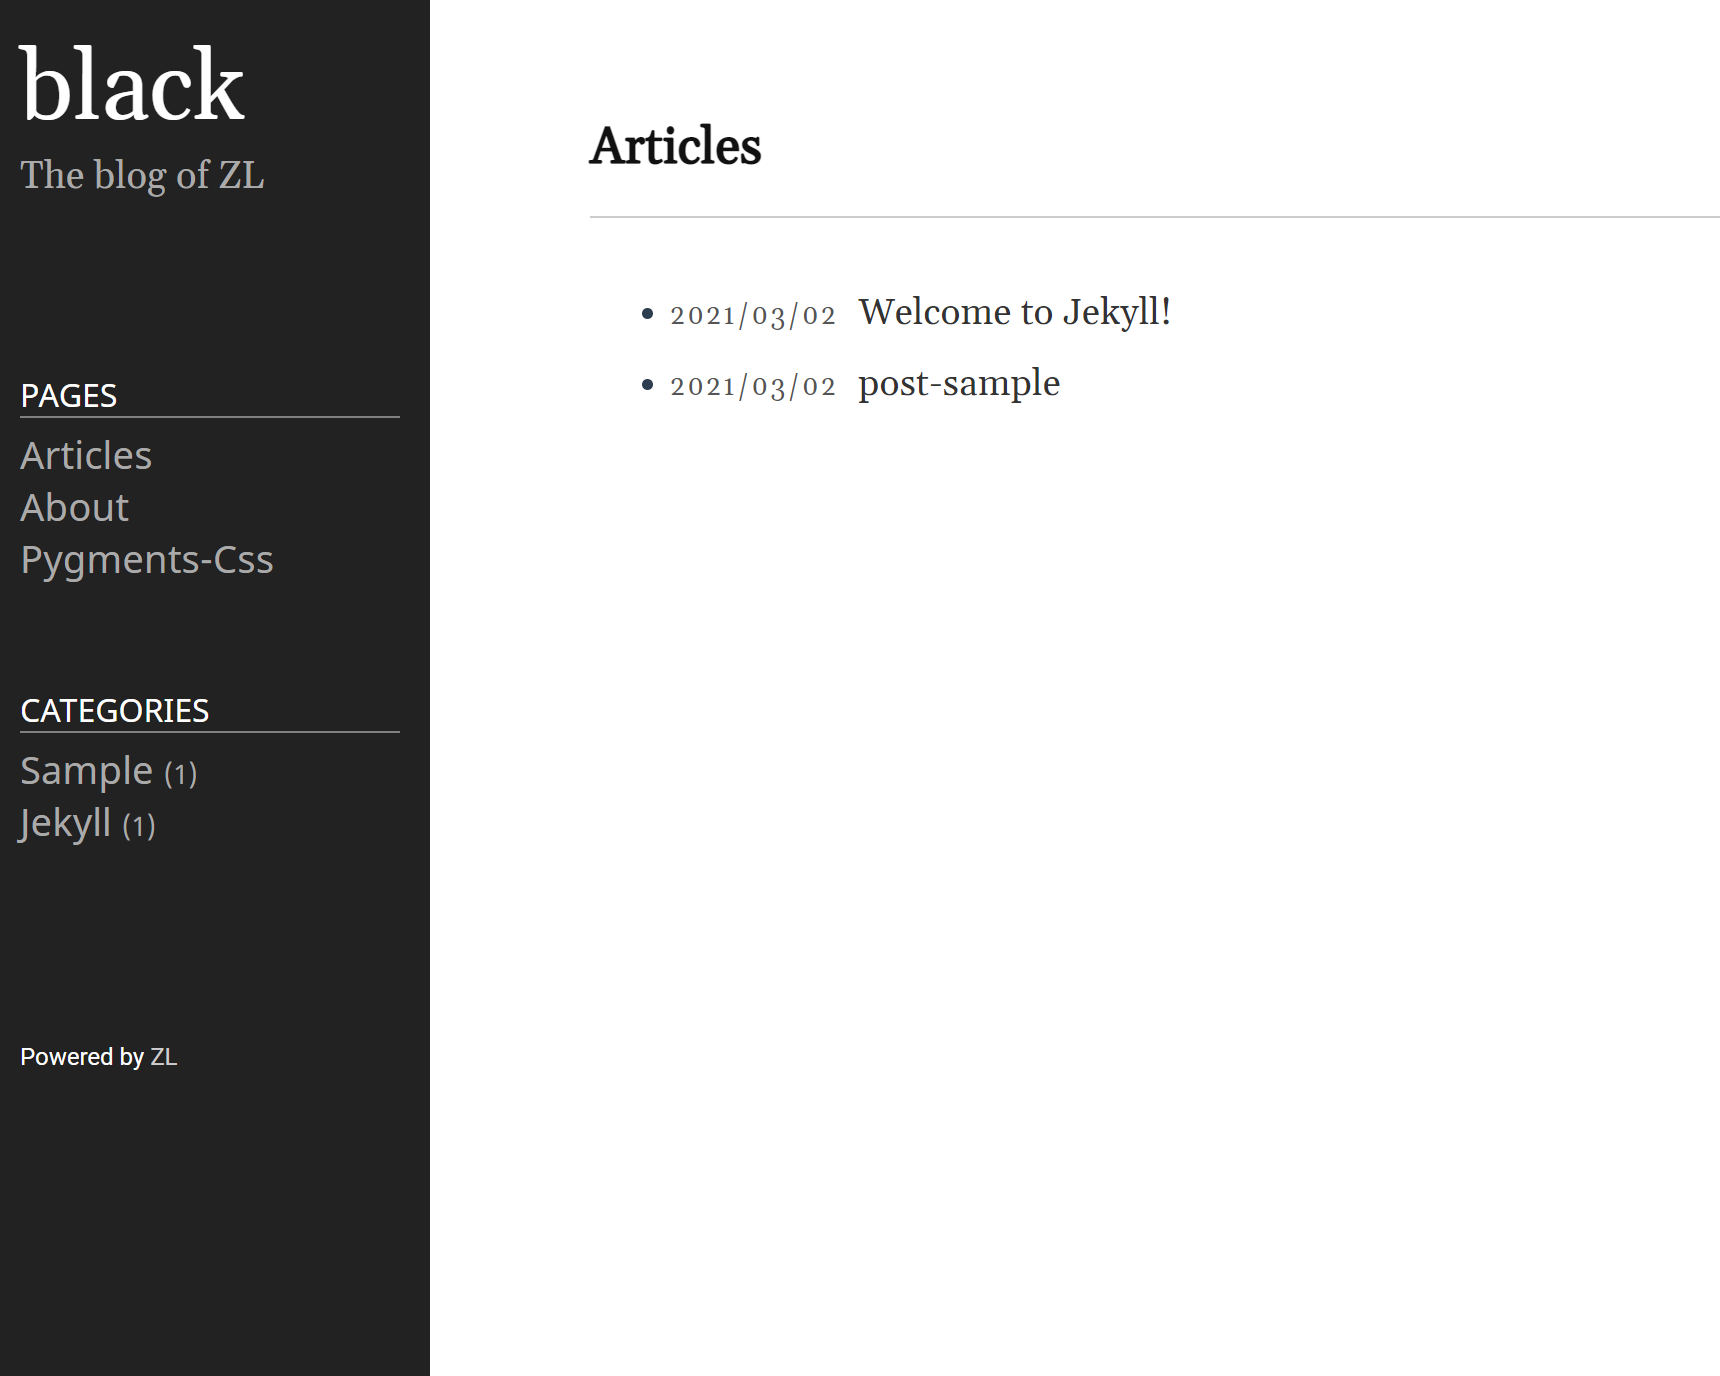 black
The blog of ZL
PAGES
Articles
About
Pygments-Css
CATEGORIES
Sample (1)
Jekyll (1)
Powered by ZL
Articles
2021/03/02 Welcome to Jekyll!
2021/03/02 post-sample